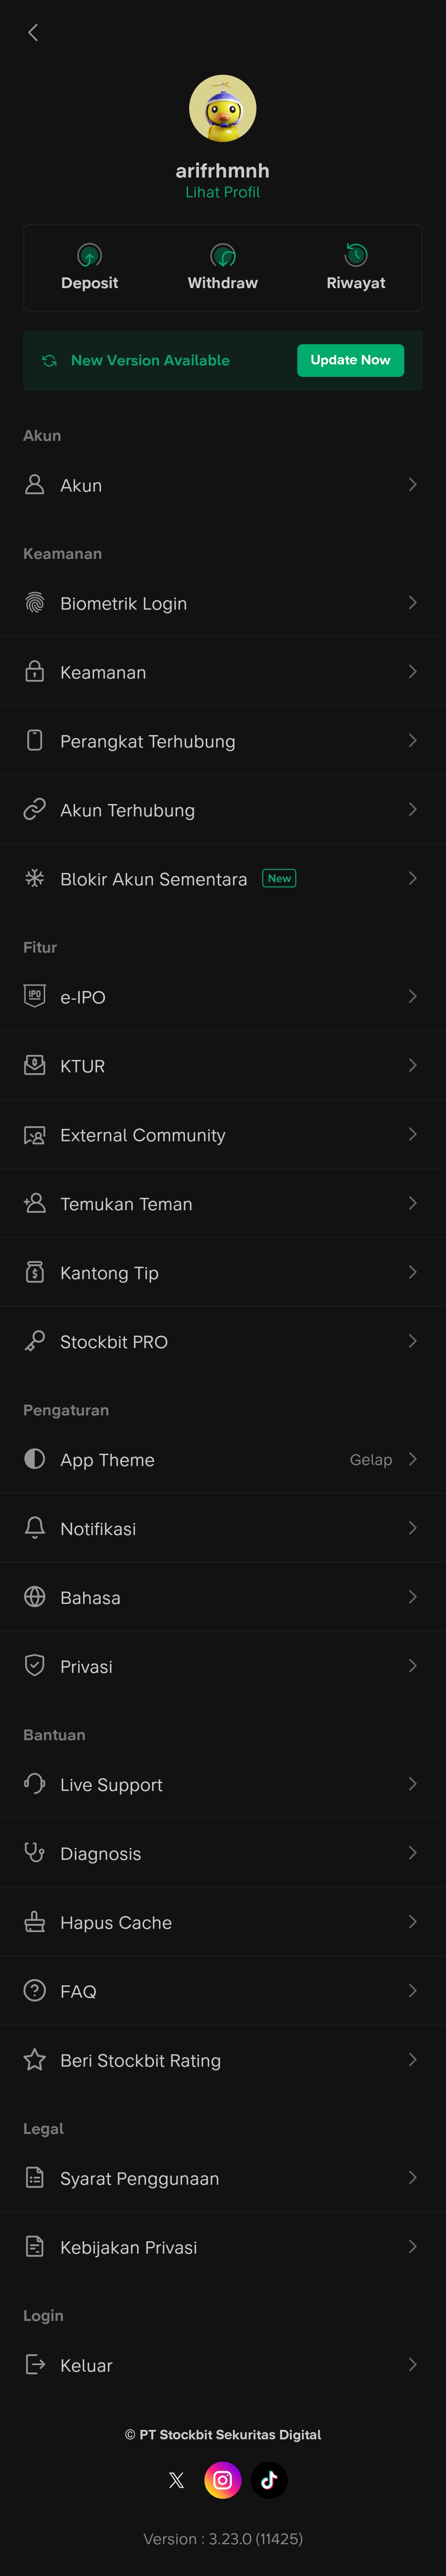 arifrhmnh
Lihat Profil
Deposit
Withdraw
Riwayat
New Version Available
Update Now
Akun
Akun
Keamanan
Biometrik Login
Keamanan
Perangkat Terhubung
Akun Terhubung
Blokir Akun Sementara New
Fitur
IPO e-IPO
KTUR
External Community
Temukan Teman
Kantong Tip
Stockbit PRO
Pengaturan
App Theme Gelap
Notifikasi
Bahasa
Privasi
Bantuan
Live Support
Diagnosis
Hapus Cache
FAQ
Beri Stockbit Rating
Legal
Syarat Penggunaan
Kebijakan Privasi
Login
Keluar
© PT Stockbit Sekuritas Digital
Version : 3.23.0 (11425)